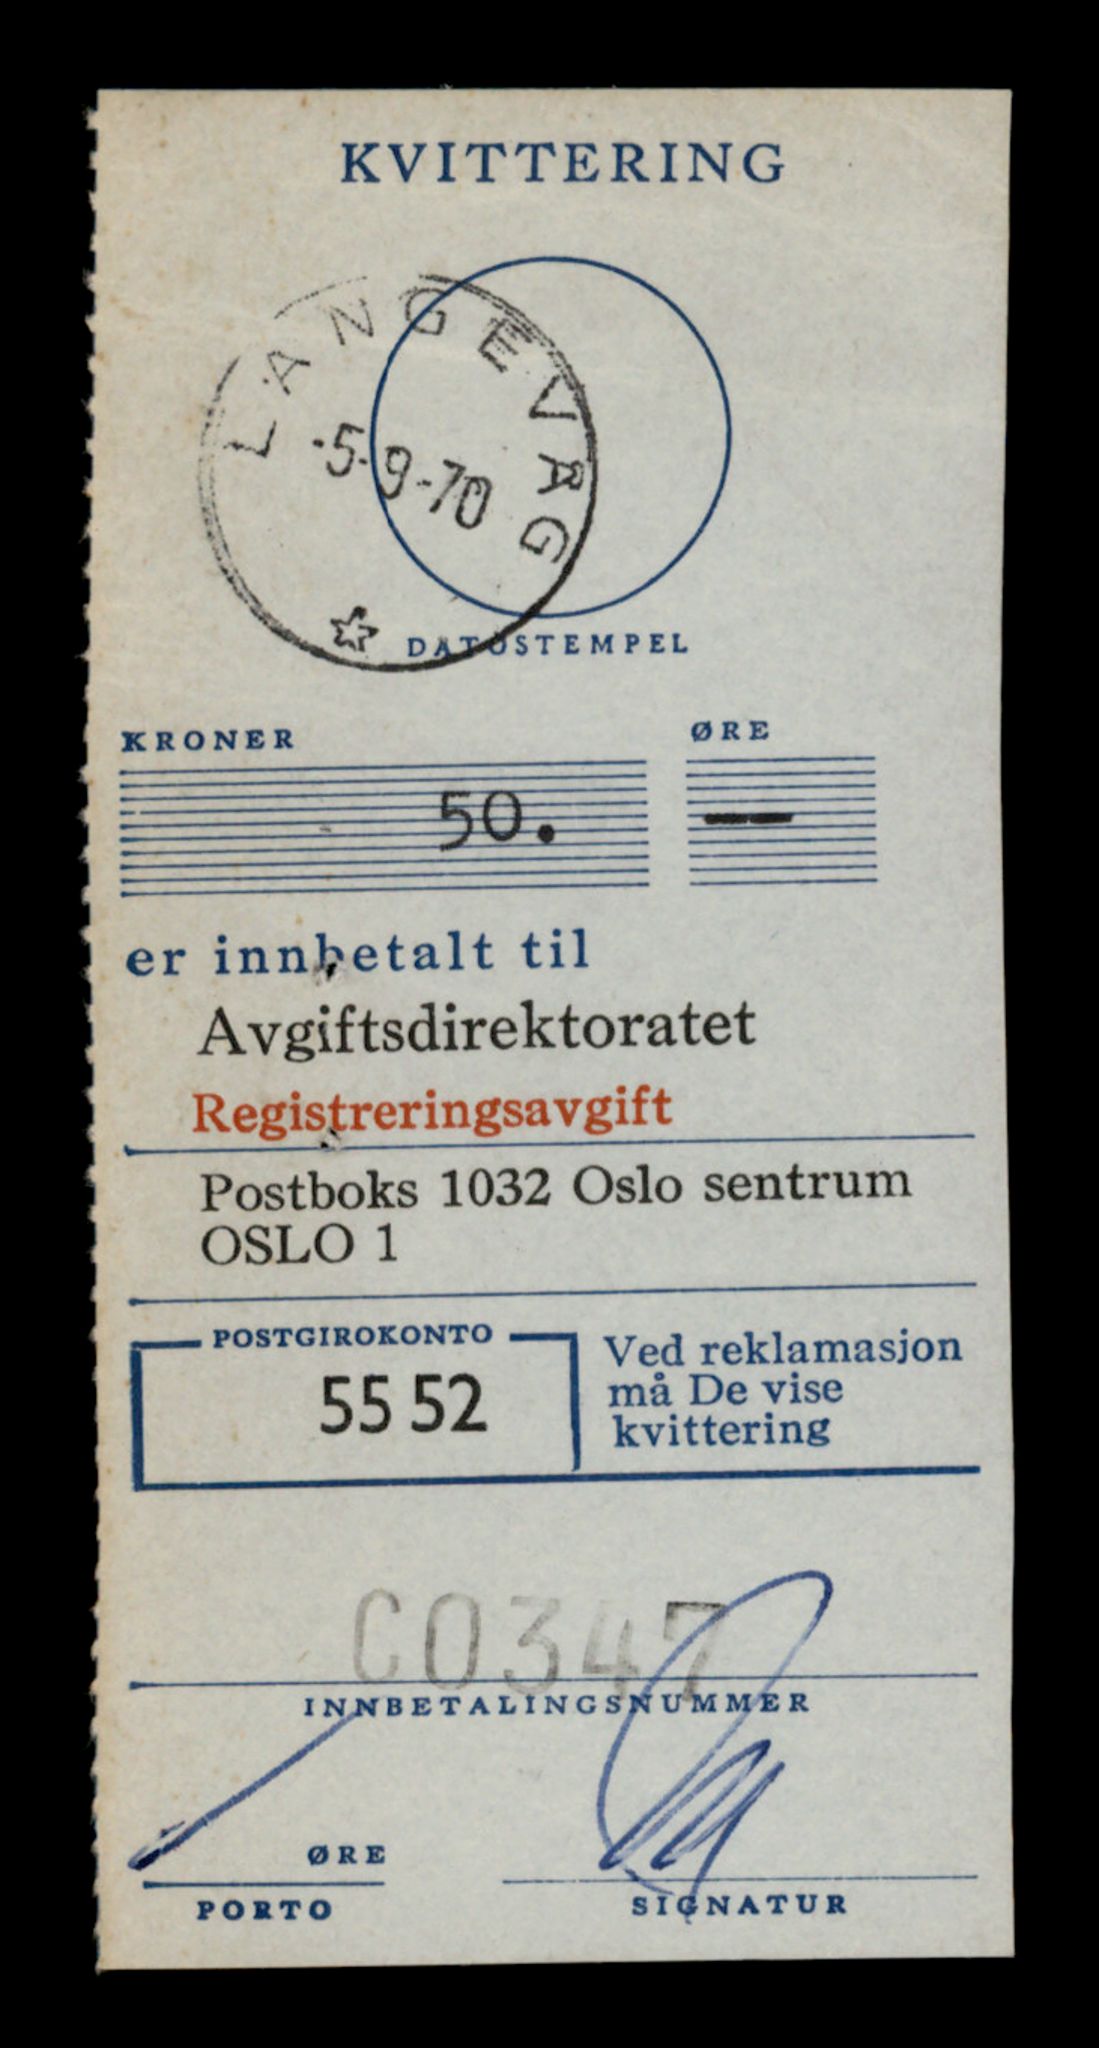 KVITTERING
LANGEVÅG
-5-9-70
DATOSTEMPEL
KRONER ØRE
50. —
er innbetalt til
Avgiftsdirektoratet
Registreringsavgift
Postboks 1032 Oslo sentrum
OSLO 1
POSTGIROKONTO
55 52
Ved reklamasjon
må De vise
kvittering
00347
INNBETALINGSNUMMER
ØRE
PORTO
SIGNATUR